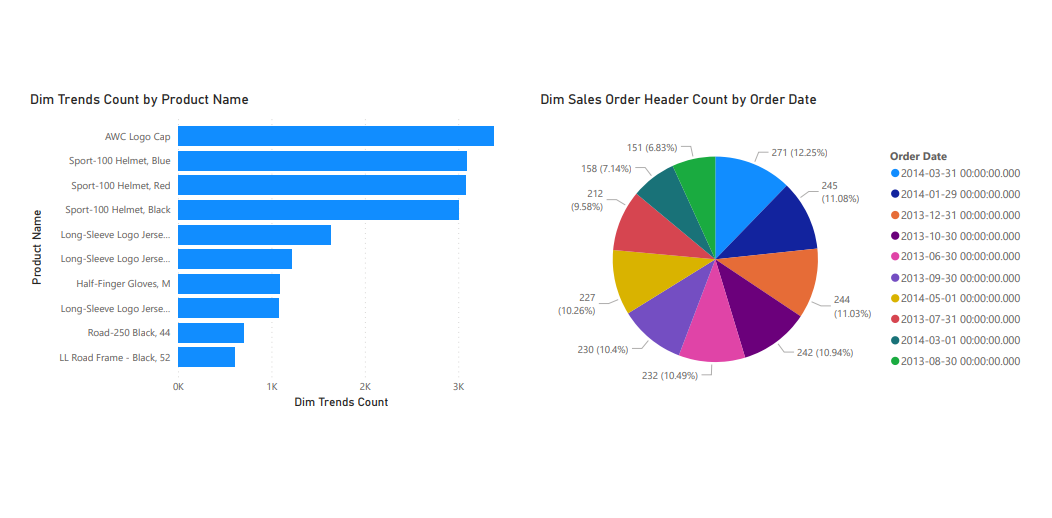 Dim Trends Count by Product Name
Product Name
AWC Logo Cap
Sport-100 Helmet, Blue
Sport-100 Helmet, Red
Sport-100 Helmet, Black
Long-Sleeve Logo Jerse...
Long-Sleeve Logo Jerse...
Half-Finger Gloves, M
Long-Sleeve Logo Jerse...
Road-250 Black, 44
LL Road Frame - Black, 52
0K 1K 2K 3K
Dim Trends Count
Dim Sales Order Header Count by Order Date
271 (12.25%)
245
(11.08%)
244
(11.03%)
242 (10.94%)
232 (10.49%)
230 (10.4%)
227
(10.26%)
212
(9.58%)
158 (7.14%)
151 (6.83%)
Order Date
2014-03-31 00:00:00.000
2014-01-29 00:00:00.000
2013-12-31 00:00:00.000
2013-10-30 00:00:00.000
2013-06-30 00:00:00.000
2013-09-30 00:00:00.000
2014-05-01 00:00:00.000
2013-07-31 00:00:00.000
2014-03-01 00:00:00.000
2013-08-30 00:00:00.000